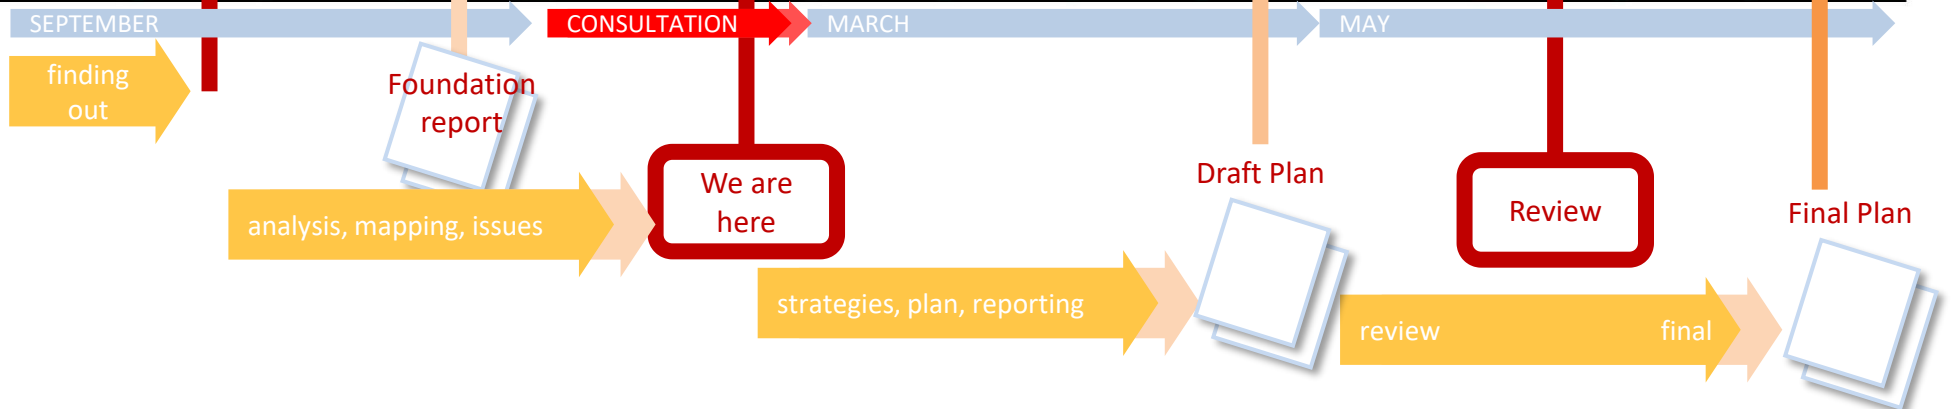 SEPTEMBER
CONSULTATION
MARCH
MAY
finding
out
Foundation
report
analysis, mapping, issues
We are
here
strategies, plan, reporting
Draft Plan
Review
review
final
Final Plan